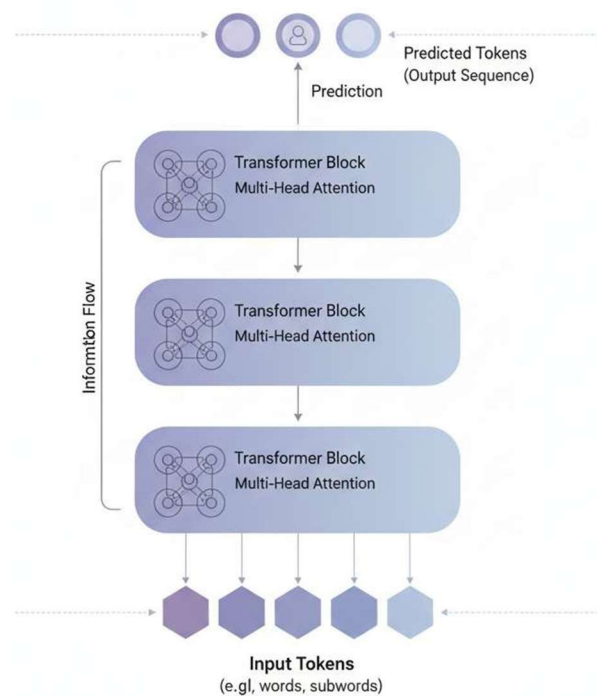 Predicted Tokens
(Output Sequence)
Prediction
Transformer Block
Multi-Head Attention
Information Flow
Transformer Block
Multi-Head Attention
Transformer Block
Multi-Head Attention
Input Tokens
(e.gl, words, subwords)